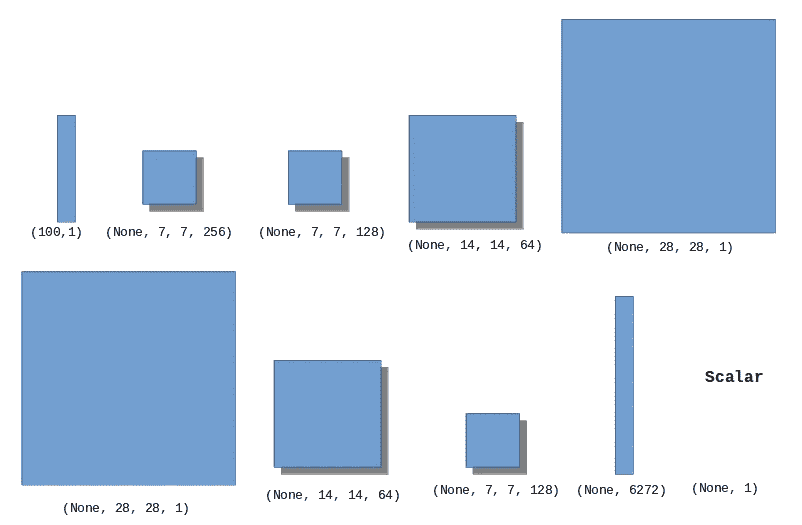 (100,1)
(None, 7, 7, 256)
(None, 7, 7, 128)
(None, 14, 14, 64)
(None, 28, 28, 1)
Scalar
(None, 28, 28, 1)
(None, 14, 14, 64)
(None, 7, 7, 128)
(None, 6272)
(None, 1)